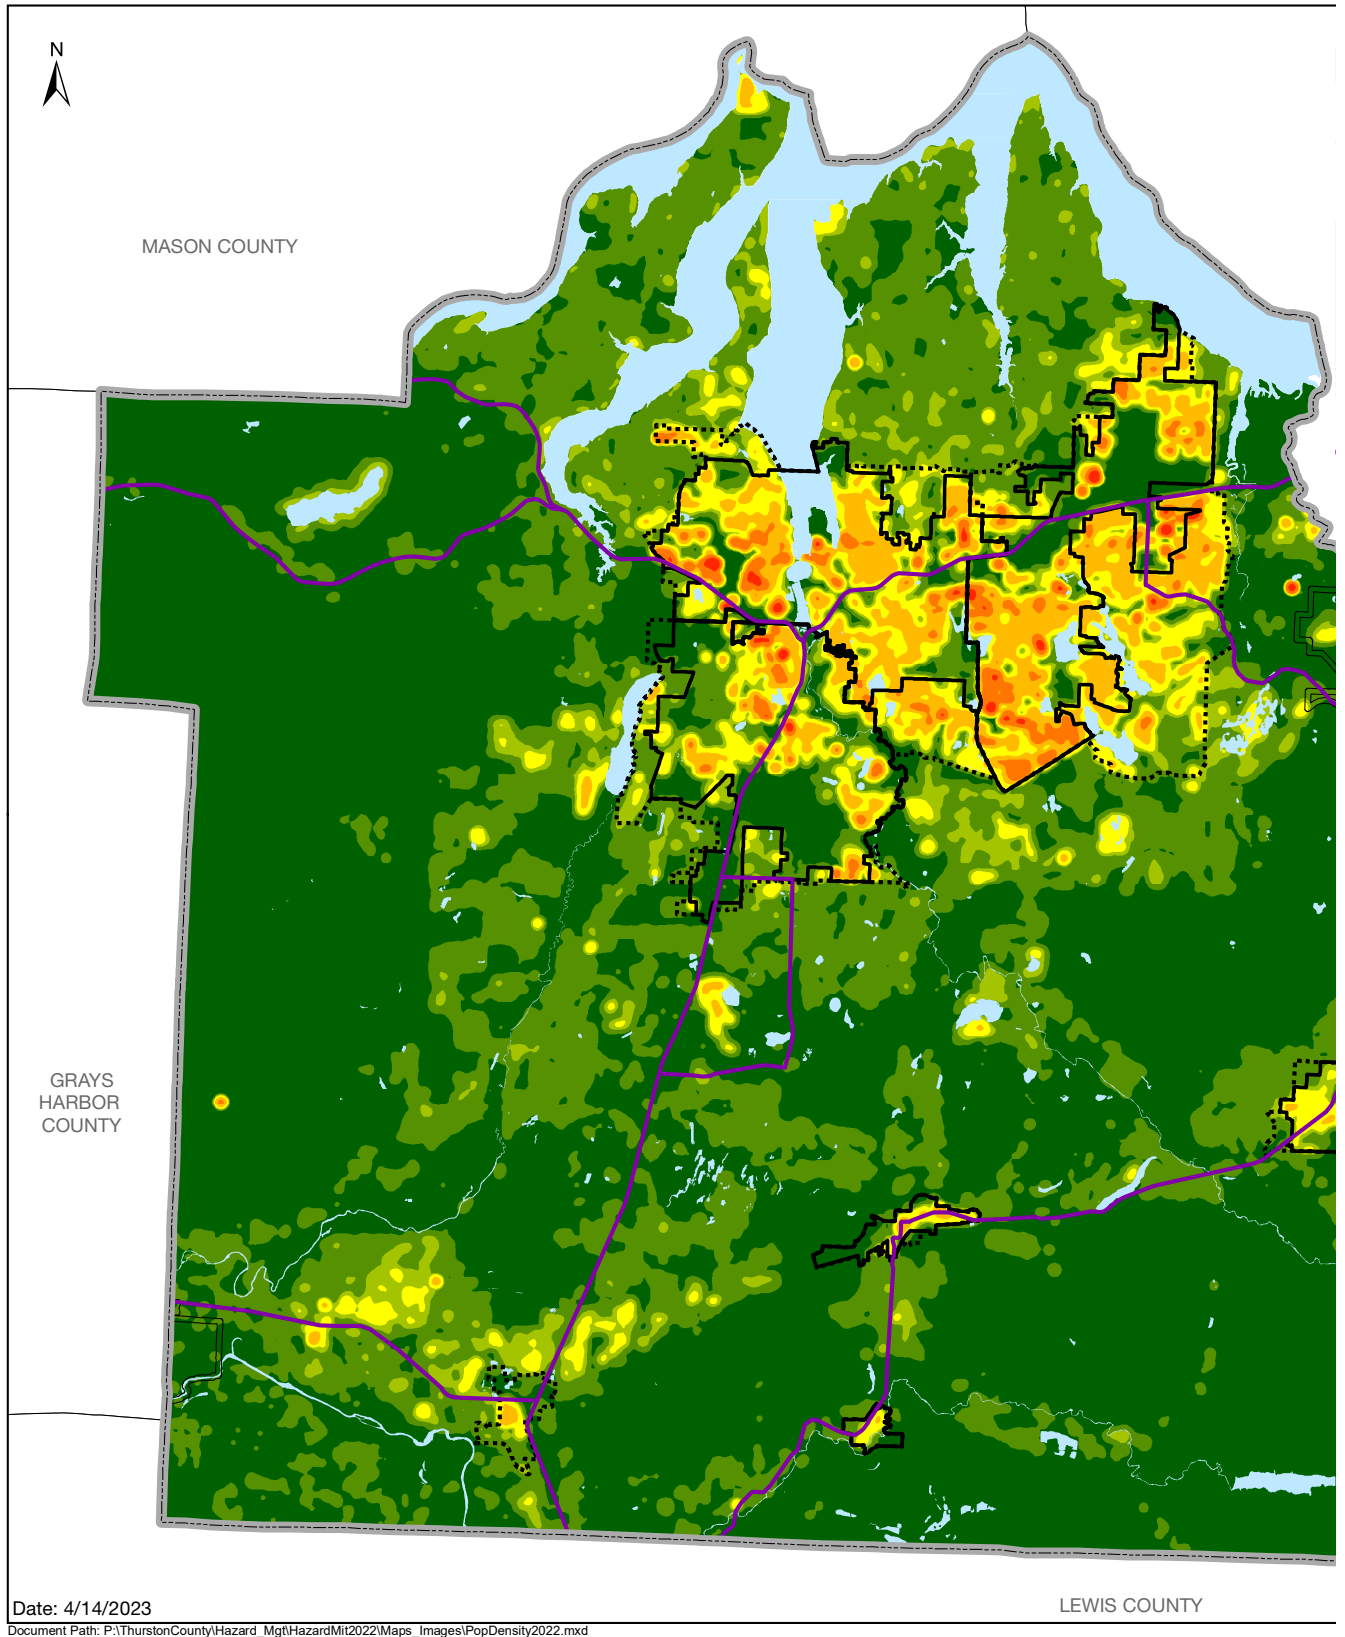 N
MASON COUNTY
GRAYS
HARBOR
COUNTY
LEWIS COUNTY
Date: 4/14/2023
Document Path: P:\ThurstonCounty\Hazard_Mgt\HazardMit2022\Maps_Images\PopDensity2022.mxd